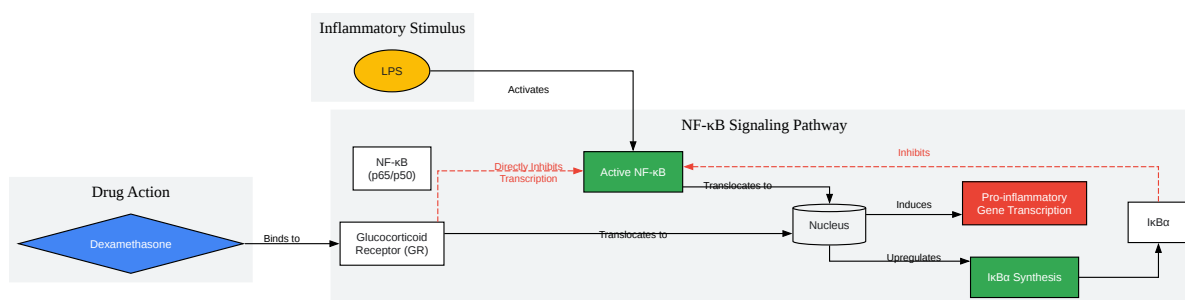 Inflammatory Stimulus
LPS
Activates
NF-κB Signaling Pathway
NF-κB
(p65/p50)
Directly Inhibits
Transcription
Active NF-κB
Inhibits
Translocates to
Pro-inflammatory
Gene Transcription
Induces
Drug Action
Dexamethasone
Binds to
Glucocorticoid
Receptor (GR)
Translocates to
Nucleus
IκBα
Upregulates
IκBα Synthesis